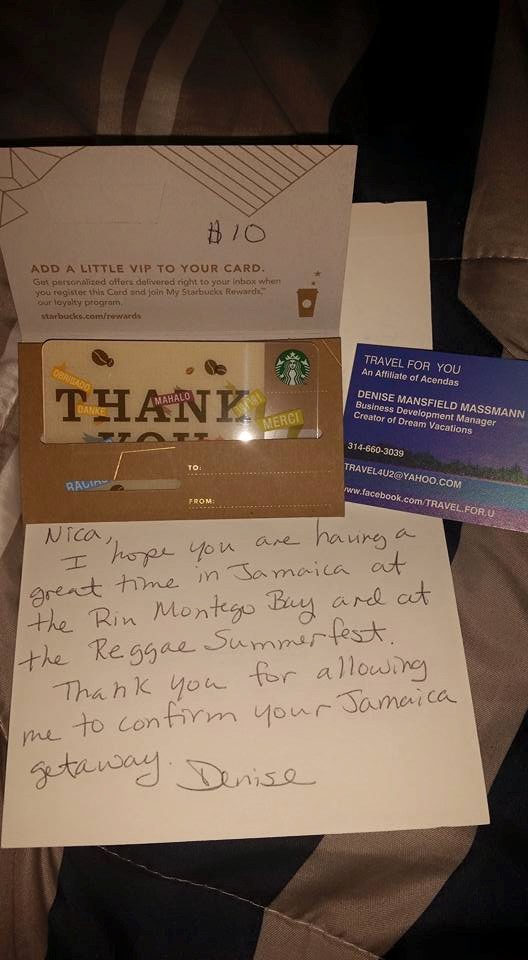 $10
ADD A LITTLE VIP TO YOUR CARD.
Get personalized offers delivered right to your inbox when
you register this Card and join My Starbucks Rewards,™
our loyalty program.
starbucks.com/rewards
OBRIGADO
DANKE
MAHALO
MERCI
THANK
YOU
TO:
FROM:
TRAVEL FOR YOU
An Affiliate of Acendas
DENISE MANSFIELD MASSMANN
Business Development Manager
Creator of Dream Vacations
314-660-3039
TRAVEL4U2@YAHOO.COM
www.facebook.com/TRAVEL.FOR.U
Nica,
I hope you are having a
great time in Jamaica at
the Riu Montego Bay and at
the Reggae Summerfest.
Thank you for allowing
me to confirm your Jamaica
getaway. Denise